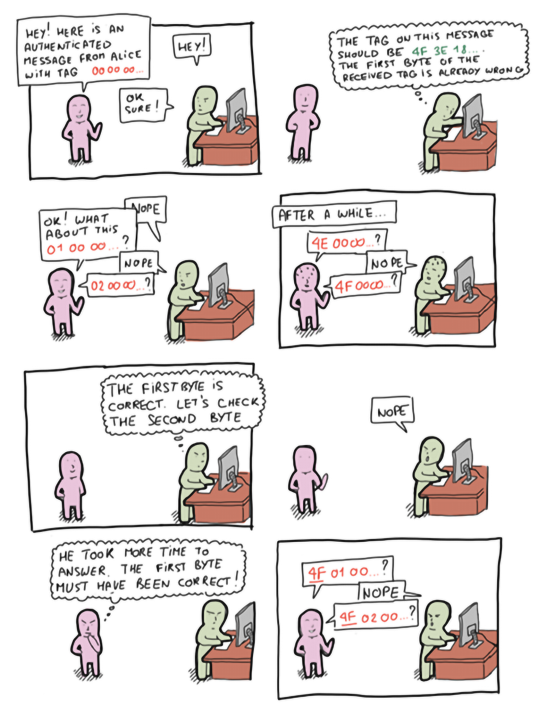 HEY! HERE IS AN
AUTHENTICATED
MESSAGE FROM ALICE
WITH TAG 00 00 00...
HEY!
OK
SURE!
THE TAG ON THIS MESSAGE
SHOULD BE 4F 3E 18....
THE FIRST BYTE OF THE
RECEIVED TAG IS ALREADY WRONG
OK! WHAT
ABOUT THIS
01 00 00...?
NOPE
02 00 00...?
NOPE
AFTER A WHILE...
4E 00 00...?
NOPE
4F 00 00...?
THE FIRST BYTE IS
CORRECT. LET'S CHECK
THE SECOND BYTE
NOPE
HE TOOK MORE TIME TO
ANSWER. THE FIRST BYTE
MUST HAVE BEEN CORRECT!
4F 01 00...?
NOPE
4F 02 00...?